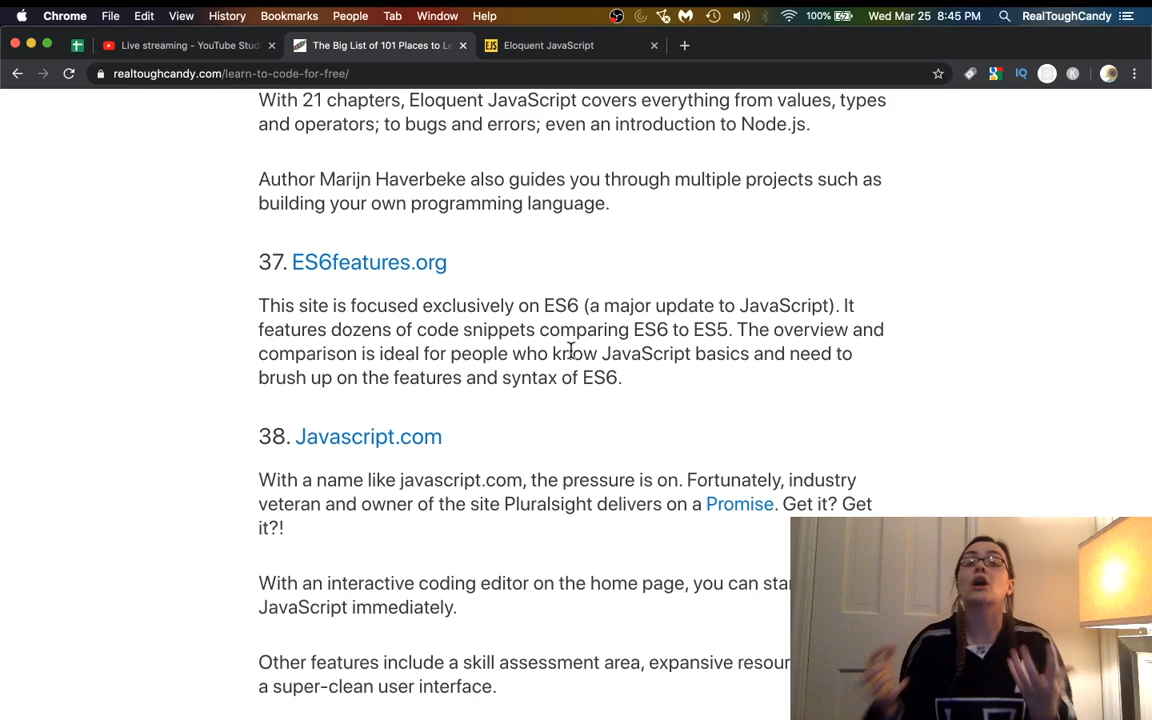 Chrome File Edit View History Bookmarks People Tab Window Help 100% Wed Mar 25 8:45 PM RealToughCandy
Live streaming - YouTube Stud
The Big List of 101 Places to Le
EJS Eloquent JavaScript
realtoughcandy.com/learn-to-code-for-free/
IQ K
With 21 chapters, Eloquent JavaScript covers everything from values, types
and operators; to bugs and errors; even an introduction to Node.js.
Author Marijn Haverbeke also guides you through multiple projects such as
building your own programming language.
37. ES6features.org
This site is focused exclusively on ES6 (a major update to JavaScript). It
features dozens of code snippets comparing ES6 to ES5. The overview and
comparison is ideal for people who know JavaScript basics and need to
brush up on the features and syntax of ES6.
38. Javascript.com
With a name like javascript.com, the pressure is on. Fortunately, industry
veteran and owner of the site Pluralsight delivers on a Promise. Get it? Get
it?!
With an interactive coding editor on the home page, you can star
JavaScript immediately.
Other features include a skill assessment area, expansive resour
a super-clean user interface.